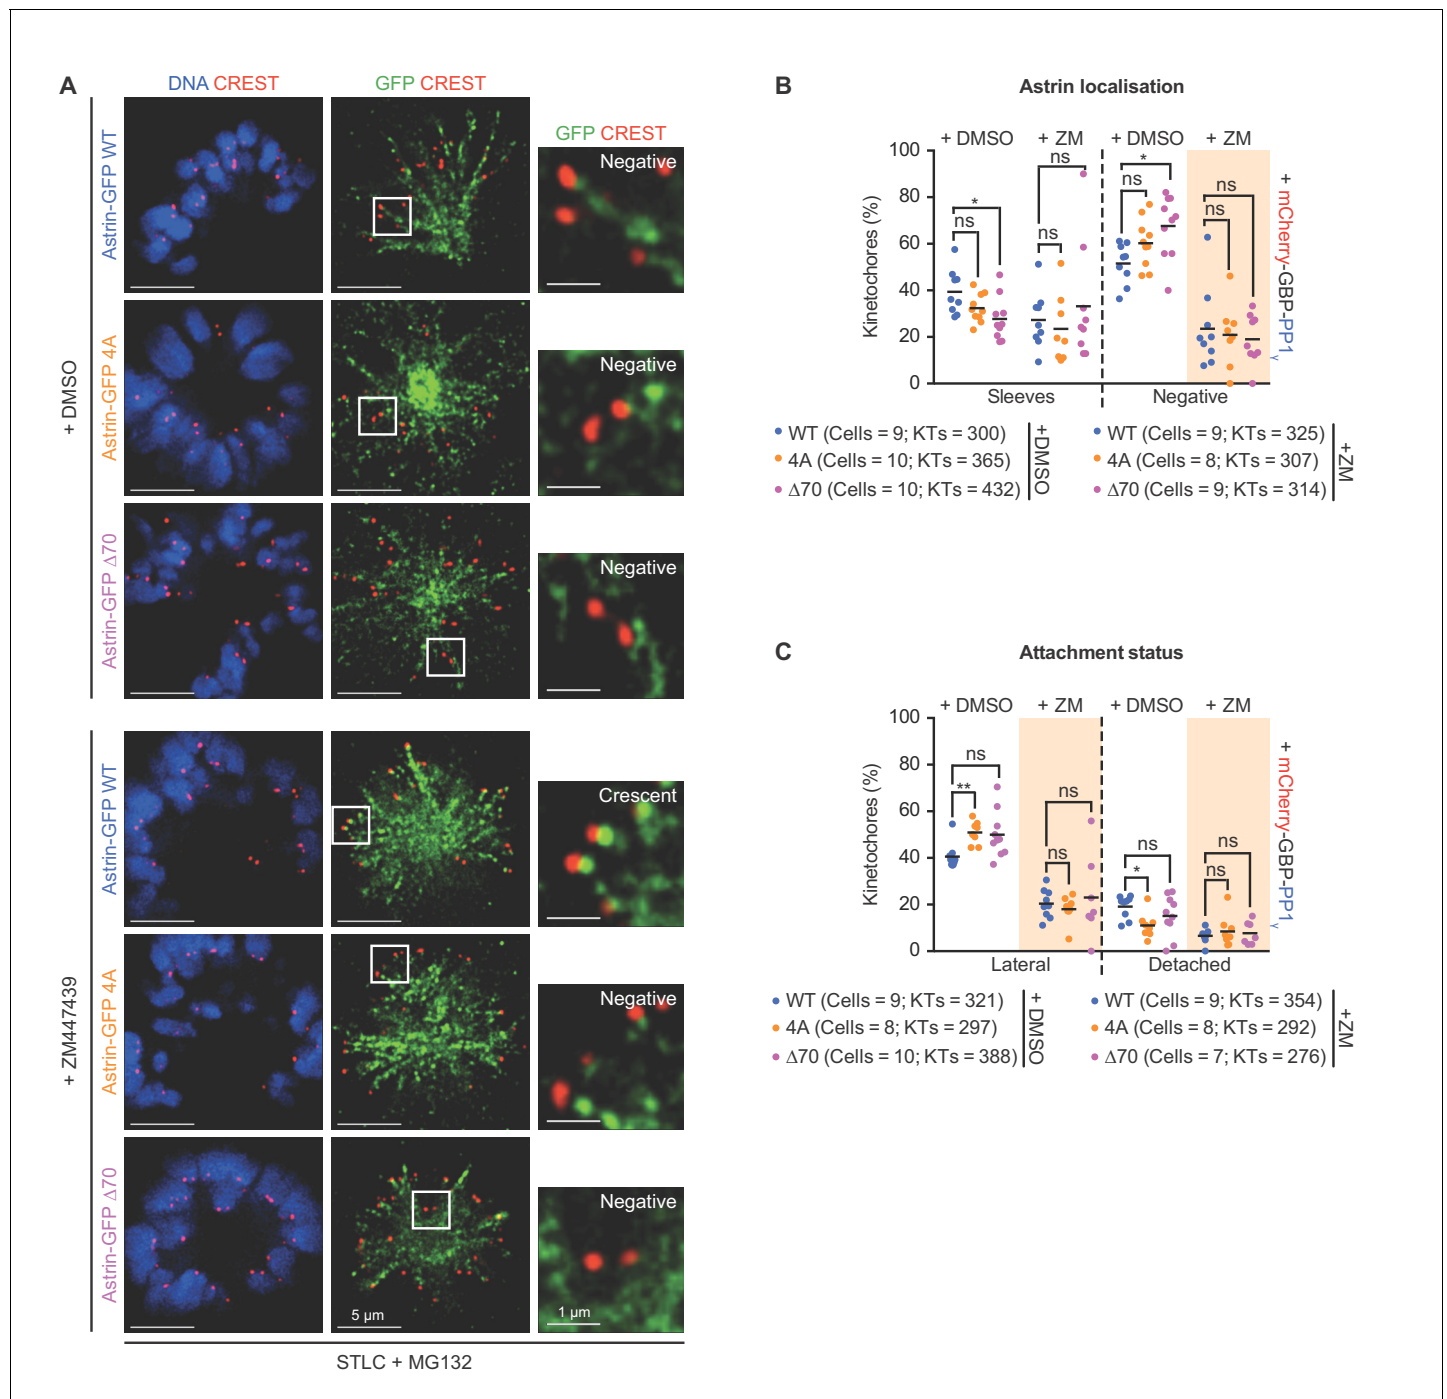 A
DNA CREST
GFP CREST
GFP CREST
+ DMSO
Astrin-GFP WT
Negative
Astrin-GFP 4A
Negative
Astrin-GFP Δ70
Negative
+ ZM447439
Astrin-GFP WT
Crescent
Astrin-GFP 4A
Negative
Astrin-GFP Δ70
Negative
5 µm
1 µm
STLC + MG132
B
Astrin localisation
+ DMSO
+ ZM
+ DMSO
+ ZM
Kinetochores (%)
100
80
60
40
20
0
ns
*
ns
ns
*
ns
ns
ns
Sleeves
Negative
+ mCherry-GBP-PP1
WT (Cells = 9; KTs = 300)
4A (Cells = 10; KTs = 365)
Δ70 (Cells = 10; KTs = 432)
+DMSO
WT (Cells = 9; KTs = 325)
4A (Cells = 8; KTs = 307)
Δ70 (Cells = 9; KTs = 314)
+ZM
C
Attachment status
+ DMSO
+ ZM
+ DMSO
+ ZM
Kinetochores (%)
100
80
60
40
20
0
ns
**
ns
ns
ns
*
ns
ns
Lateral
Detached
+ mCherry-GBP-PP1
WT (Cells = 9; KTs = 321)
4A (Cells = 8; KTs = 297)
Δ70 (Cells = 10; KTs = 388)
+ DMSO
WT (Cells = 9; KTs = 354)
4A (Cells = 8; KTs = 292)
Δ70 (Cells = 7; KTs = 276)
+ZM